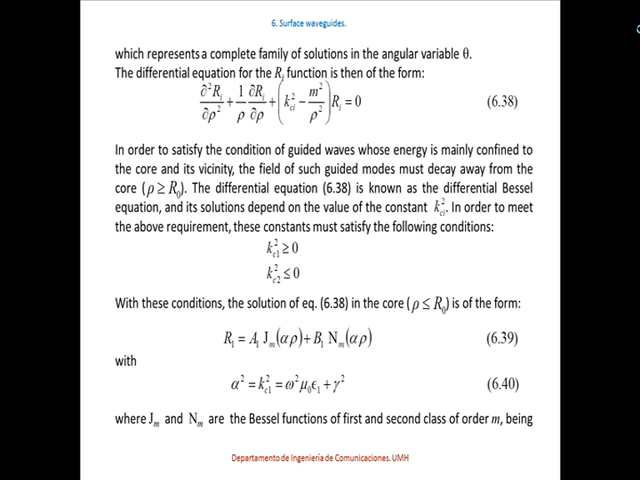 6. Surface waveguides.
which represents a complete family of solutions in the angular variable θ.
The differential equation for the R_i function is then of the form:
∂²R_i/∂ρ² + (1/ρ) ∂R_i/∂ρ + (k_ci² − m²/ρ²) R_i = 0 (6.38)
In order to satisfy the condition of guided waves whose energy is mainly confined to
the core and its vicinity, the field of such guided modes must decay away from the
core (ρ ≥ R_0). The differential equation (6.38) is known as the differential Bessel
equation, and its solutions depend on the value of the constant k_ci². In order to meet
the above requirement, these constants must satisfy the following conditions:
k_c1² ≥ 0
k_c2² ≤ 0
With these conditions, the solution of eq. (6.38) in the core (ρ ≤ R_0) is of the form:
R_1 = A_1 J_m(αρ) + B_1 N_m(αρ) (6.39)
with
α² = k_c1² = ω²μ_0ϵ_1 + γ² (6.40)
where J_m and N_m are the Bessel functions of first and second class of order m, being
Departamento de Ingeniería de Comunicaciones. UMH